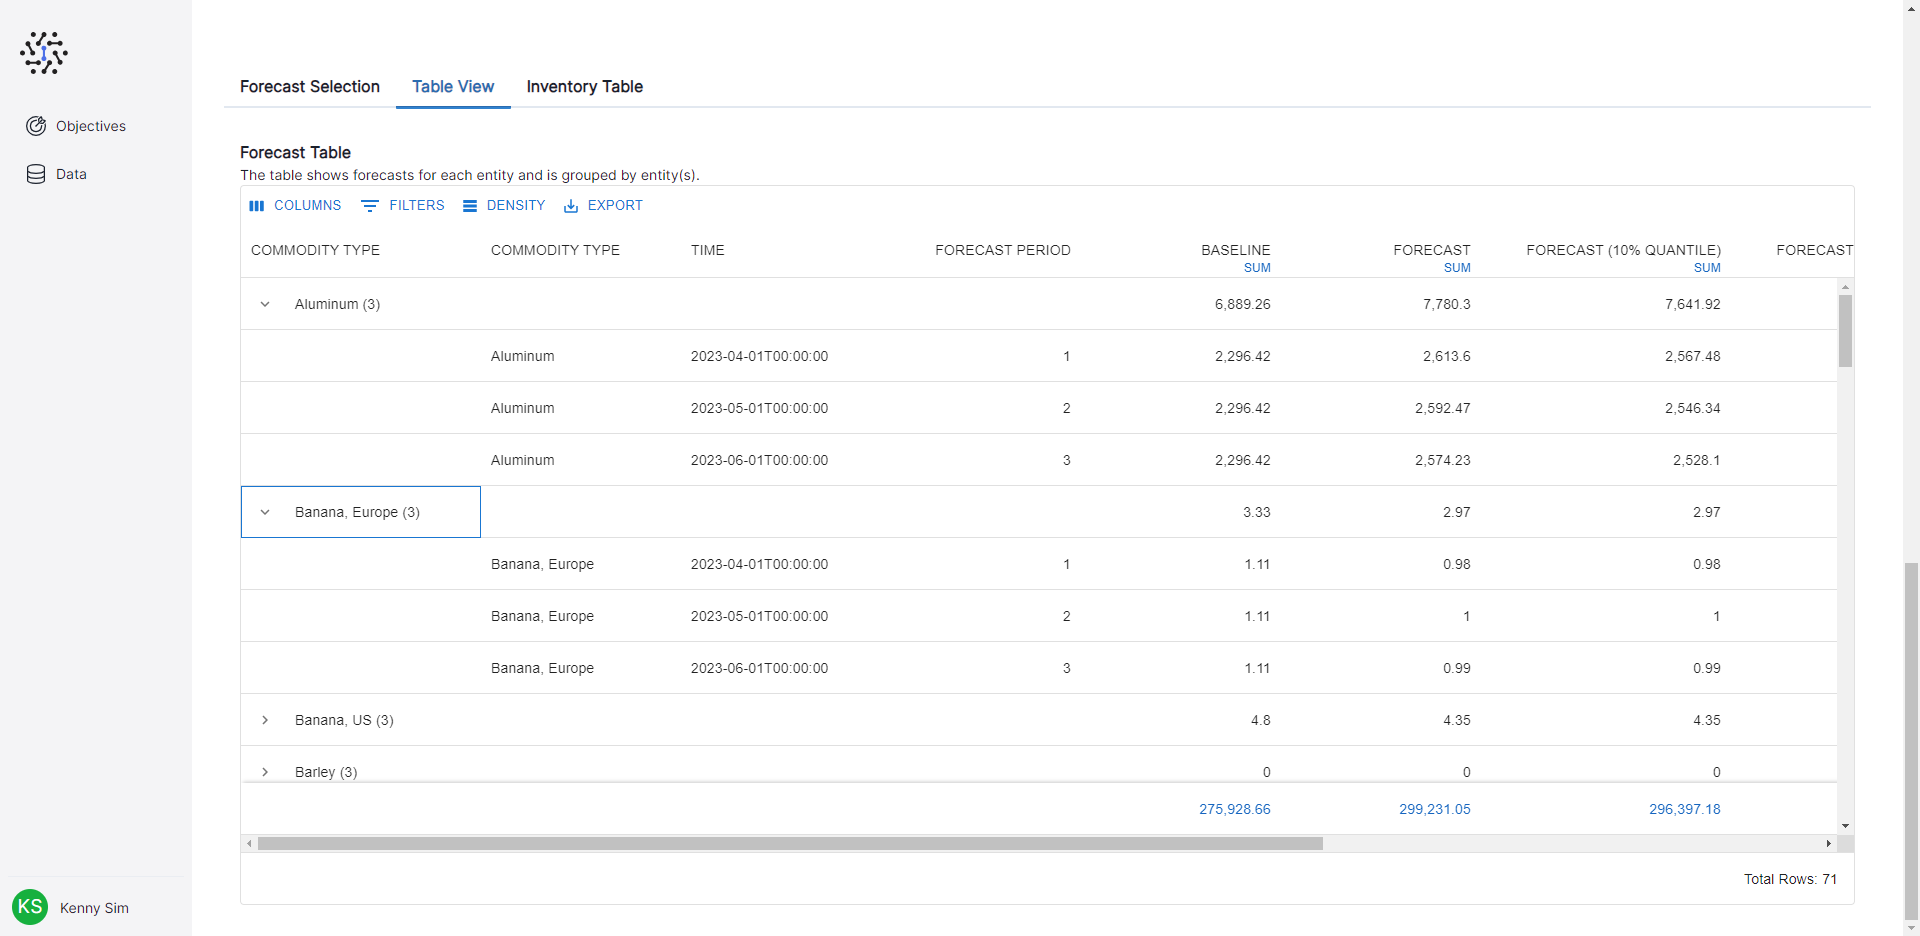 Forecast Selection Table View Inventory Table
Objectives
Data
Forecast Table
The table shows forecasts for each entity and is grouped by entity(s).
COLUMNS FILTERS DENSITY EXPORT
COMMODITY TYPE COMMODITY TYPE TIME FORECAST PERIOD BASELINE FORECAST FORECAST (10% QUANTILE) FORECAST
SUM SUM SUM
Aluminum (3) 6,889.26 7,780.3 7,641.92
Aluminum 2023-04-01T00:00:00 1 2,296.42 2,613.6 2,567.48
Aluminum 2023-05-01T00:00:00 2 2,296.42 2,592.47 2,546.34
Aluminum 2023-06-01T00:00:00 3 2,296.42 2,574.23 2,528.1
Banana, Europe (3) 3.33 2.97 2.97
Banana, Europe 2023-04-01T00:00:00 1 1.11 0.98 0.98
Banana, Europe 2023-05-01T00:00:00 2 1.11 1 1
Banana, Europe 2023-06-01T00:00:00 3 1.11 0.99 0.99
Banana, US (3) 4.8 4.35 4.35
Barley (3) 0 0 0
275,928.66 299,231.05 296,397.18
Total Rows: 71
KS Kenny Sim